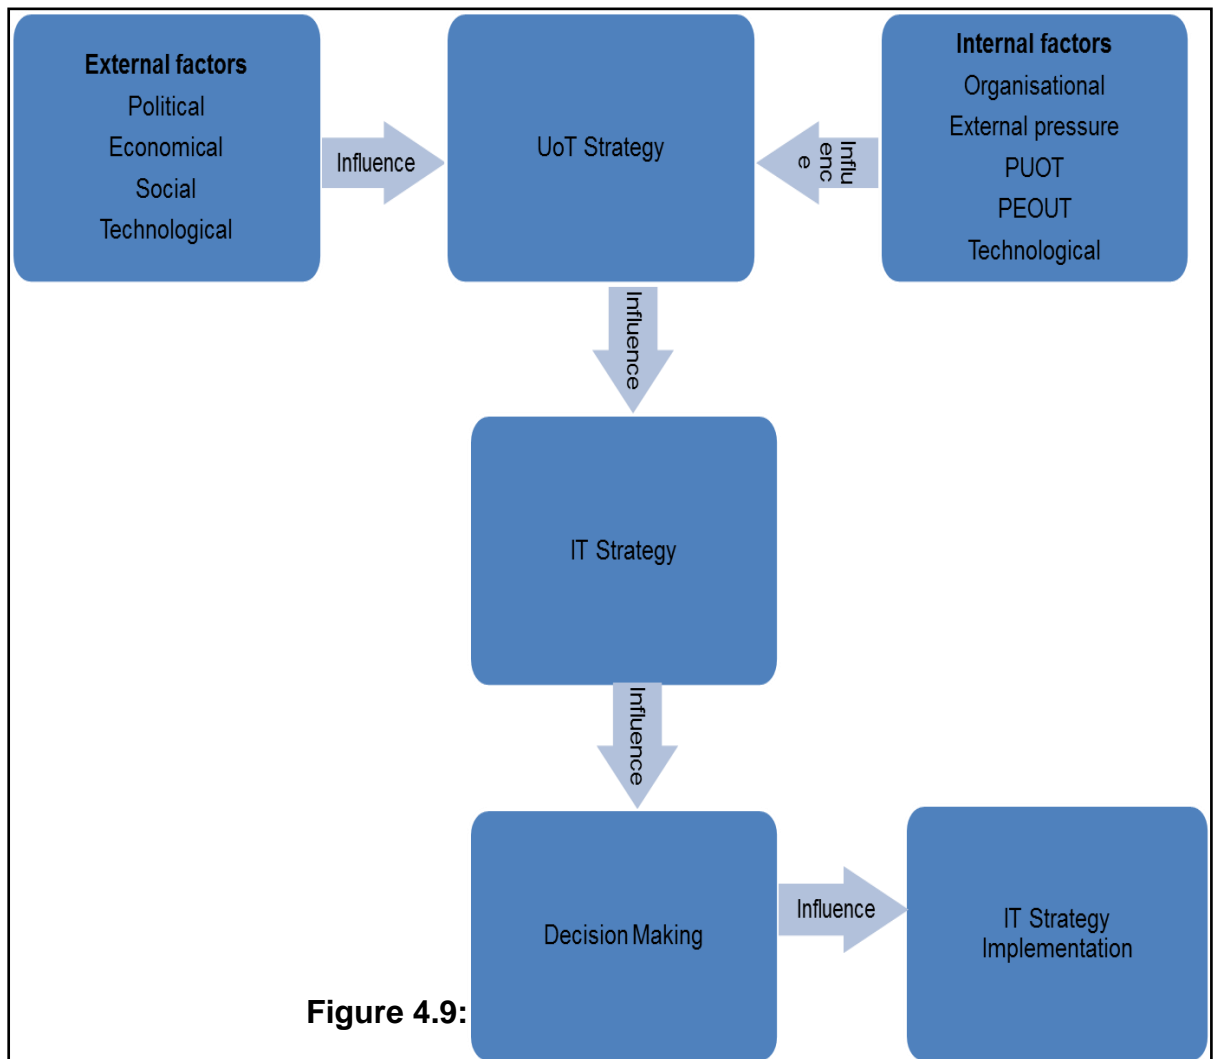 External factors
Political
Economical
Social
Technological
Influence
UoT Strategy
Influ
enc
e
Internal factors
Organisational
External pressure
PUOT
PEOUT
Technological
Influence
IT Strategy
Influence
Decision Making
Influence
IT Strategy
Implementation
Figure 4.9: